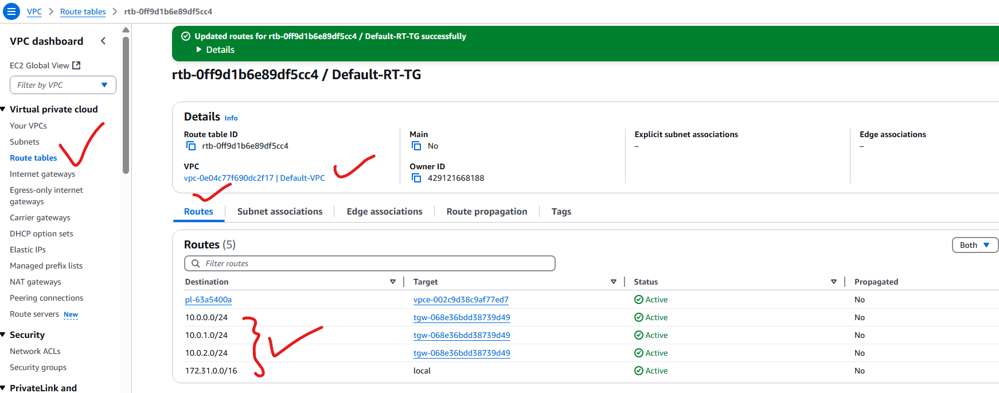 VPC > Route tables > rtb-0ff9d1b6e89df5cc4
VPC dashboard
EC2 Global View
Filter by VPC
Virtual private cloud
Your VPCs
Subnets
Route tables
Internet gateways
Egress-only internet
gateways
Carrier gateways
DHCP option sets
Elastic IPs
Managed prefix lists
NAT gateways
Peering connections
Route servers New
Security
Network ACLs
Security groups
PrivateLink and
Updated routes for rtb-0ff9d1b6e89df5cc4 / Default-RT-TG successfully
Details
rtb-0ff9d1b6e89df5cc4 / Default-RT-TG
Details Info
Route table ID
rtb-0ff9d1b6e89df5cc4
VPC
vpc-0e04c77f690dc2f17 | Default-VPC
Main
No
Owner ID
429121668188
Explicit subnet associations
–
Edge associations
–
Routes Subnet associations Edge associations Route propagation Tags
Routes (5)
Both
Filter routes
Destination Target Status Propagated
pl-63a5400a vpce-002c9d38c9af77ed7 Active No
10.0.0.0/24 tgw-068e36bdd38739d49 Active No
10.0.1.0/24 tgw-068e36bdd38739d49 Active No
10.0.2.0/24 tgw-068e36bdd38739d49 Active No
172.31.0.0/16 local Active No